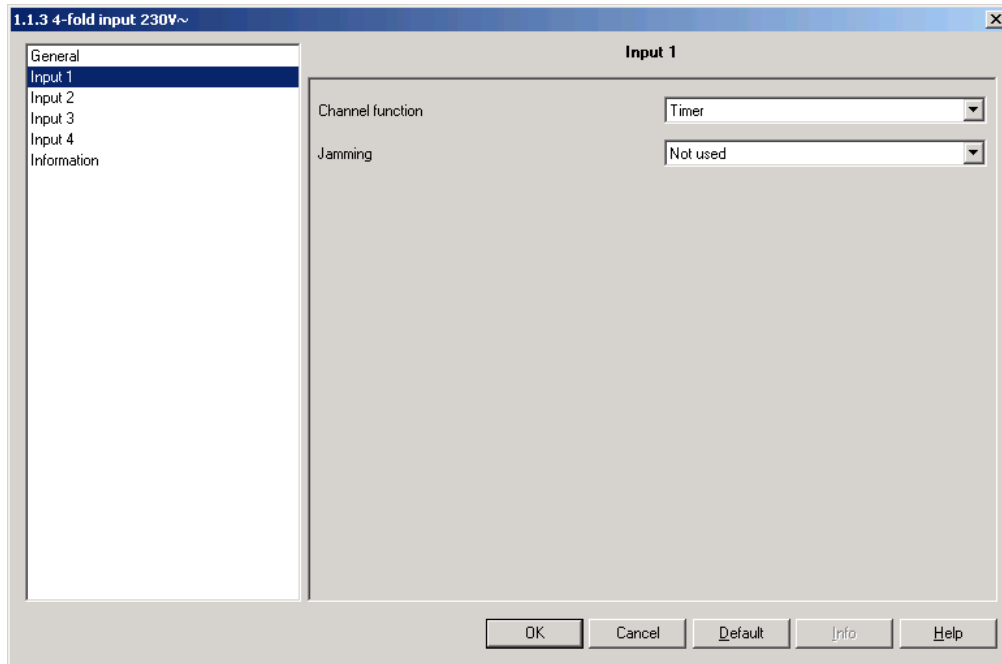 1.1.3 4-fold input 230V~
General
Input 1
Input 2
Input 3
Input 4
Information
Input 1
Channel function
Timer
Jamming
Not used
OK
Cancel
Default
Info
Help